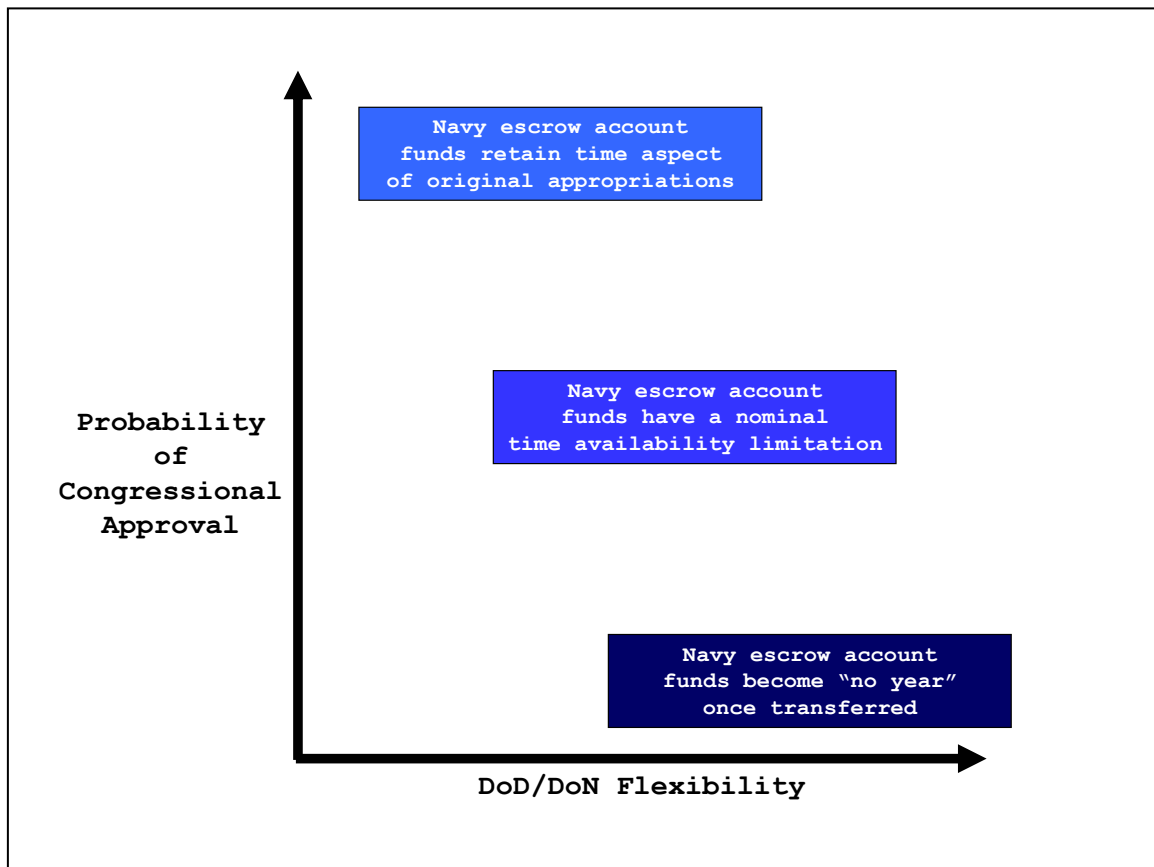 Navy escrow account
funds retain time aspect
of original appropriations
Navy escrow account
funds have a nominal
time availability limitation
Probability
of
Congressional
Approval
Navy escrow account
funds become “no year”
once transferred
DoD/DoN Flexibility